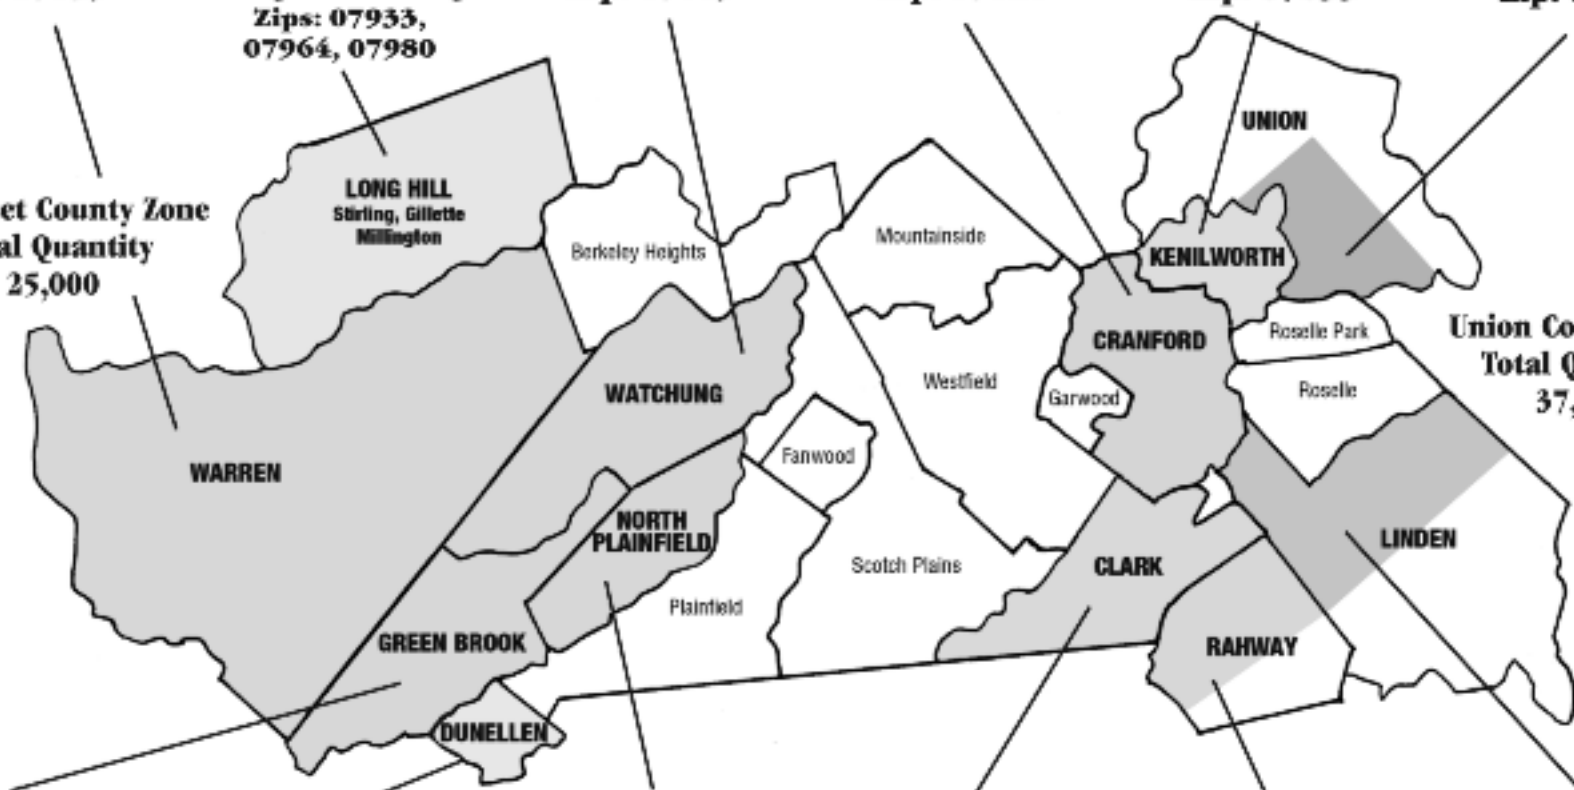 Zips: 07933,
07964, 07980
UNION
LONG HILL
Stirling, Gillette
Millington
et County Zone
al Quantity
25,000
Berkeley Heights
Mountainside
KENILWORTH
CRANFORD
Roselle Park
Union Co
Total Q
37,
WATCHUNG
Westfield
Garwood
Roselle
WARREN
Fanwood
NORTH
PLAINFIELD
LINDEN
Scotch Plains
CLARK
Plainfield
GREEN BROOK
RAHWAY
DUNELLEN